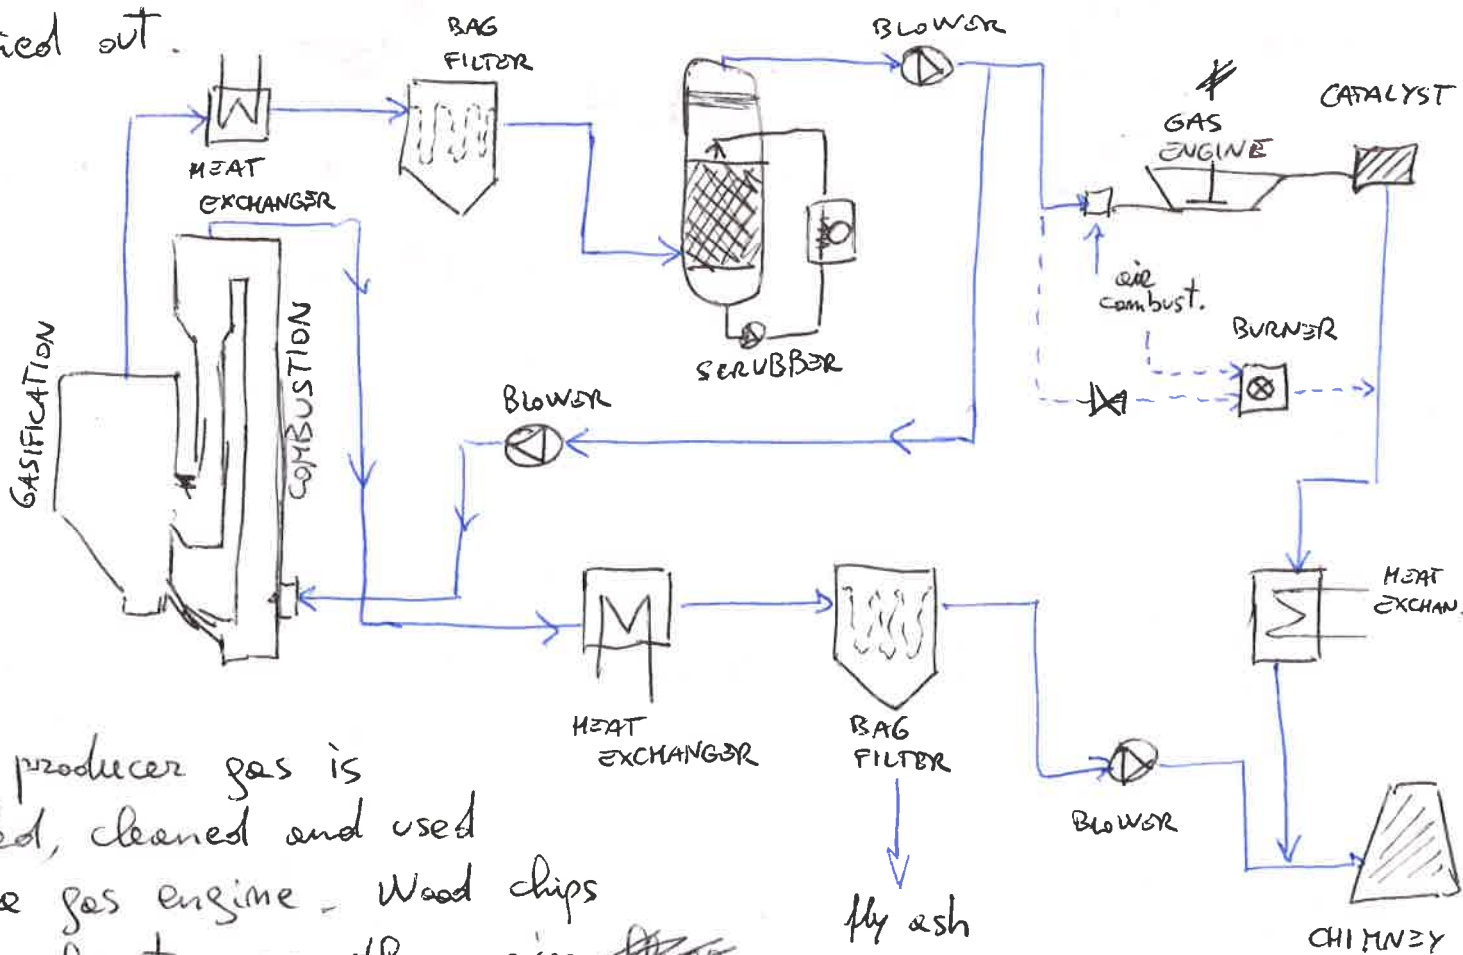 out.
BAG
FILTER
BLOWER
HEAT
EXCHANGER
GAS
ENGINE
CATALYST
GASIFICATION
COMBUSTION
SCRUBBER
air
combust.
BURNER
BLOWER
HEAT
EXCHAN.
HEAT
EXCHANGER
BAG
FILTER
BLOWER
fly ash
CHIMNEY
producer gas is
cleaned and used
gas engine. Wood chips